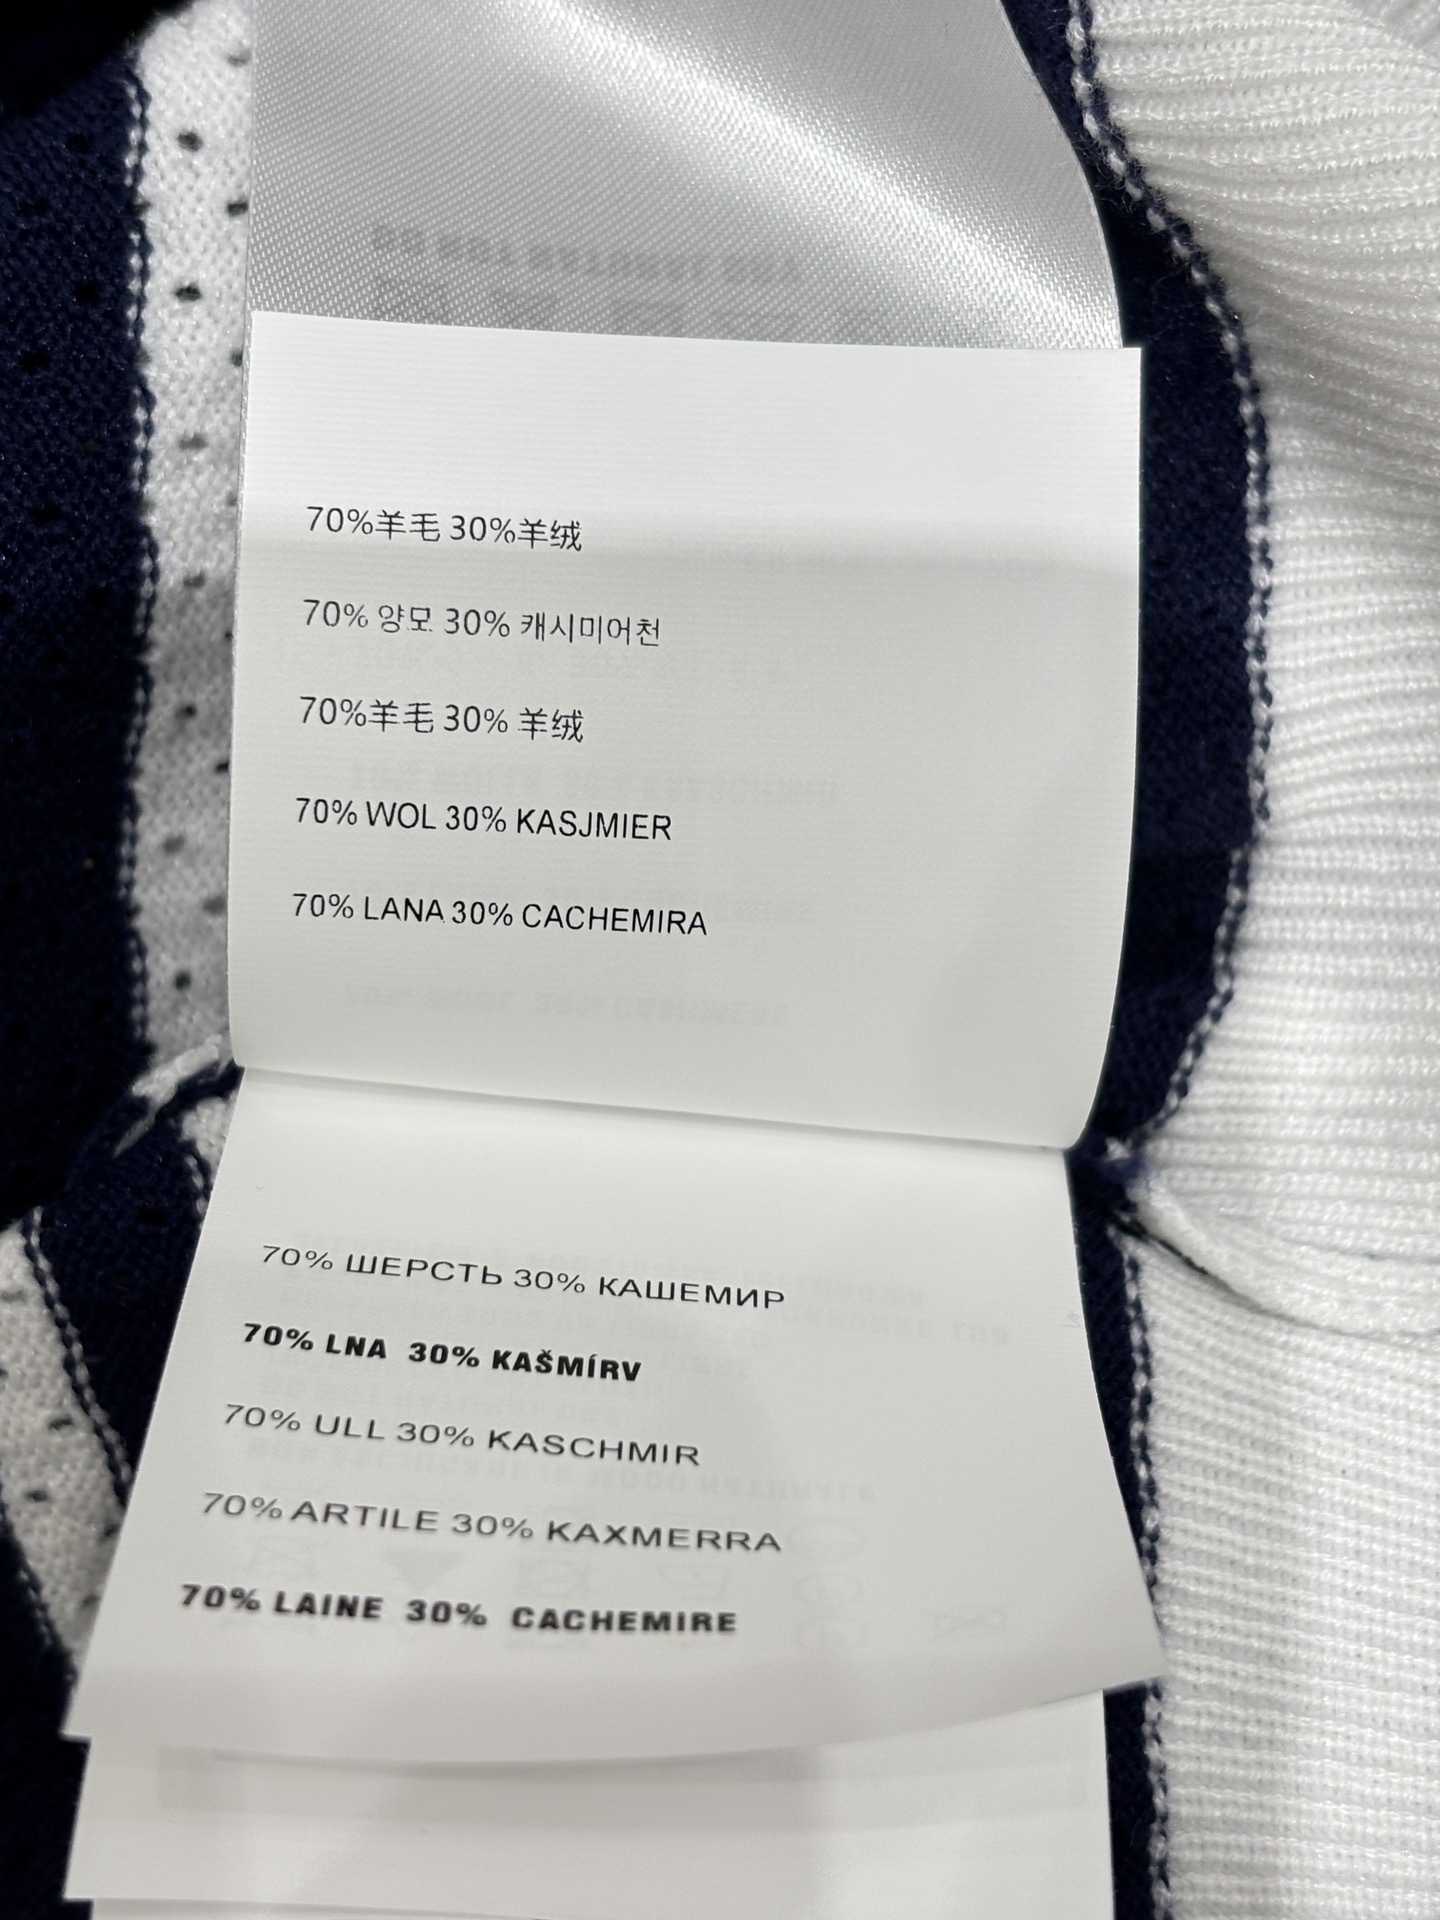 70%羊毛 30%羊绒
70% 양모 30% 캐시미어천
70%羊毛 30% 羊绒
70% WOL 30% KASJMIER
70% LANA 30% CACHEMIRA
70% ШЕРСТЬ 30% КАШЕМИР
70% LNA 30% KAŠMÍRV
70% ULL 30% KASCHMIR
70% ARTILE 30% KAXMERRA
70% LAINE 30% CACHEMIRE